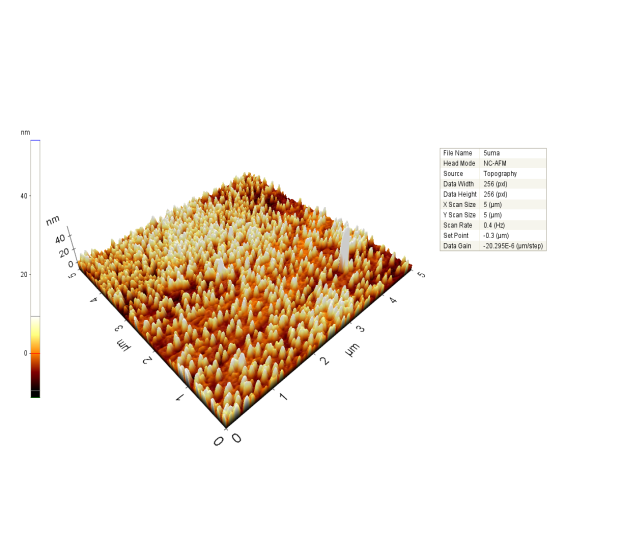 nm
40
20
0
nm
40
20
0
5
4
3
2
1
0
μm
0
1
2
3
4
5
μm
File Name 5uma
Head Mode NC-AFM
Source Topography
Data Width 256 (pxl)
Data Height 256 (pxl)
X Scan Size 5 (μm)
Y Scan Size 5 (μm)
Scan Rate 0.4 (Hz)
Set Point -0.3 (μm)
Data Gain -20.295E-6 (μm/step)